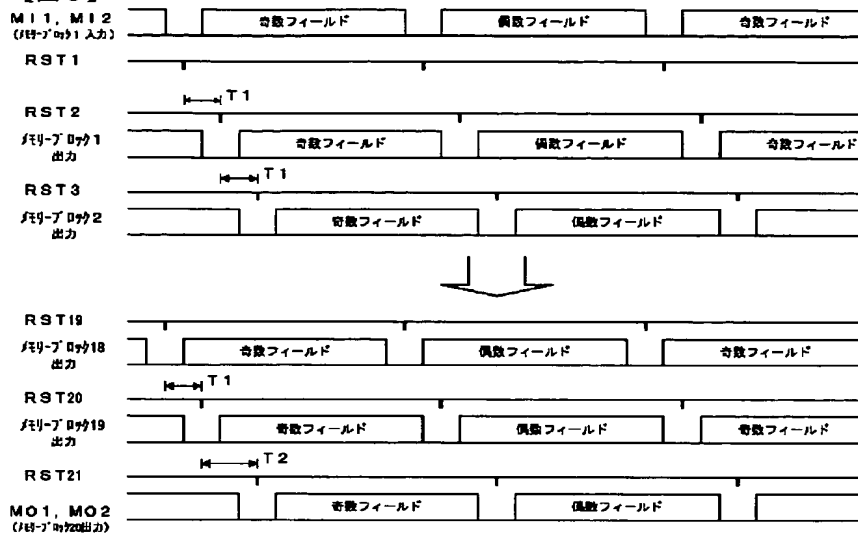 MI1, MI2
(ﾒﾓﾘｰﾌﾞﾛｯｸ1 入力)
奇数フィールド
偶数フィールド
奇数フィールド
RST1
T1
RST2
ﾒﾓﾘｰﾌﾞﾛｯｸ1
出力
奇数フィールド
偶数フィールド
奇数フィールド
T1
RST3
ﾒﾓﾘｰﾌﾞﾛｯｸ2
出力
奇数フィールド
偶数フィールド
RST19
ﾒﾓﾘｰﾌﾞﾛｯｸ18
出力
奇数フィールド
偶数フィールド
奇数フィールド
T1
RST20
ﾒﾓﾘｰﾌﾞﾛｯｸ19
出力
奇数フィールド
偶数フィールド
奇数フィールド
T2
RST21
MO1, MO2
(ﾒﾓﾘｰﾌﾞﾛｯｸ20出力)
奇数フィールド
偶数フィールド